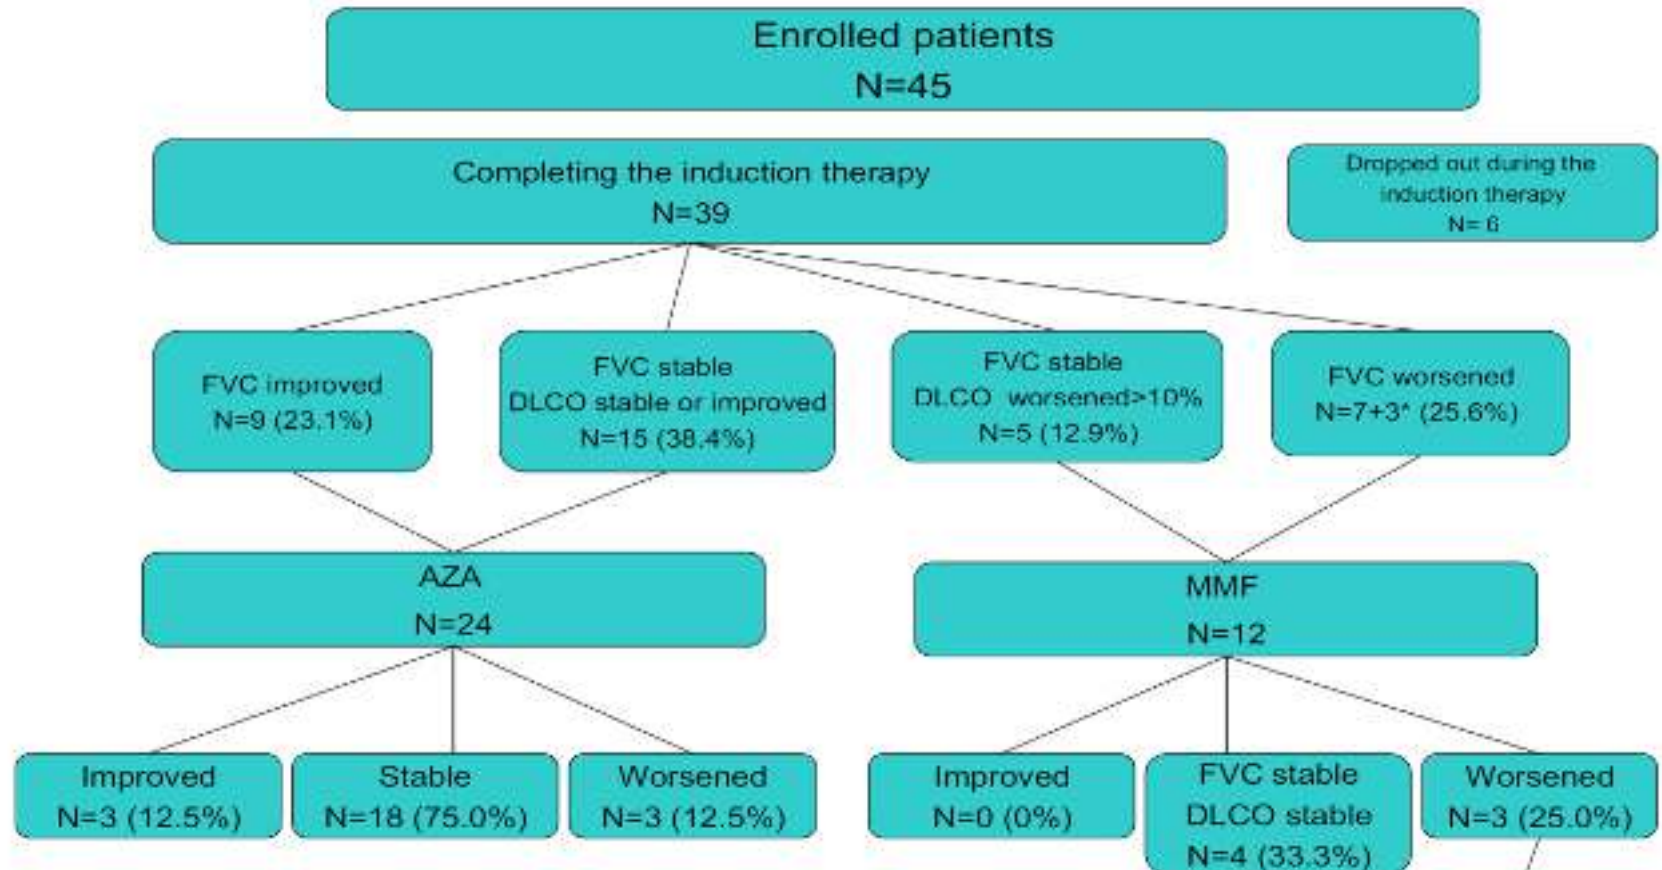 Enrolled patients
N=45
Completing the induction therapy
N=39
Dropped out during the
induction therapy
N= 6
FVC improved
N=9 (23.1%)
FVC stable
DLCO stable or improved
N=15 (38.4%)
FVC stable
DLCO worsened>10%
N=5 (12.9%)
FVC worsened
N=7+3* (25.6%)
AZA
N=24
MMF
N=12
Improved
N=3 (12.5%)
Stable
N=18 (75.0%)
Worsened
N=3 (12.5%)
Improved
N=0 (0%)
FVC stable
DLCO stable
N=4 (33.3%)
Worsened
N=3 (25.0%)